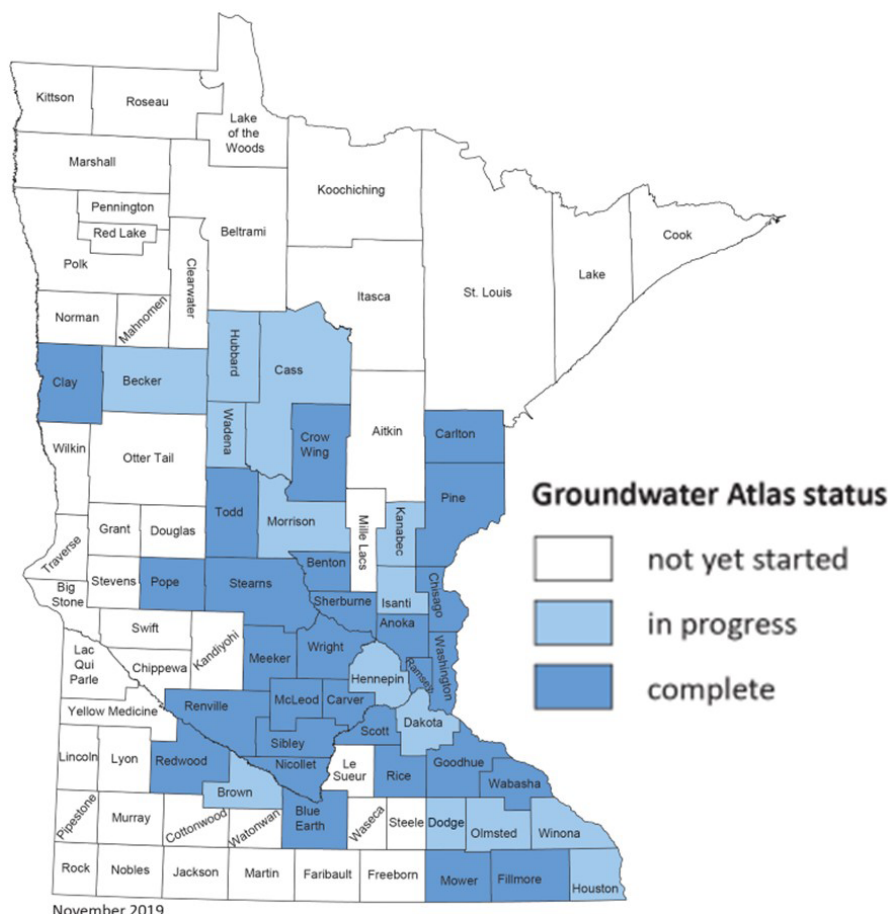 Kittson
Roseau
Lake
of the
Woods
Marshall
Koochiching
Pennington
Red Lake
Beltrami
Polk
Clearwater
Cook
Lake
St. Louis
Itasca
Norman
Mahnomen
Hubbard
Cass
Clay
Becker
Wadena
Crow
Wing
Aitkin
Carlton
Wilkin
Otter Tail
Pine
Todd
Morrison
Mille Lacs
Kanabec
Grant
Douglas
Traverse
Benton
Stevens
Pope
Stearns
Big
Stone
Sherburne
Isanti
Chisago
Anoka
Swift
Kandiyohi
Washington
Lac
Qui
Parle
Chippewa
Meeker
Wright
Hennepin
Ramsey
Yellow Medicine
Renville
McLeod
Carver
Dakota
Scott
Sibley
Lincoln
Lyon
Redwood
Nicollet
Le
Sueur
Rice
Goodhue
Wabasha
Brown
Pipestone
Murray
Cottonwood
Watonwan
Blue
Earth
Waseca
Steele
Dodge
Olmsted
Winona
Rock
Nobles
Jackson
Martin
Faribault
Freeborn
Mower
Fillmore
Houston
November 2019
Groundwater Atlas status
not yet started
in progress
complete